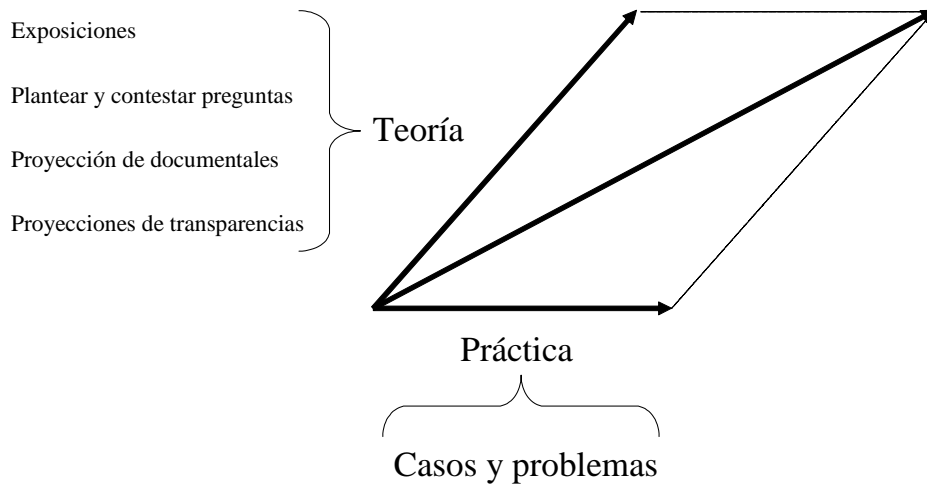 Exposiciones
Plantear y contestar preguntas
Teoría
Proyección de documentales
Proyecciones de transparencias
Práctica
Casos y problemas